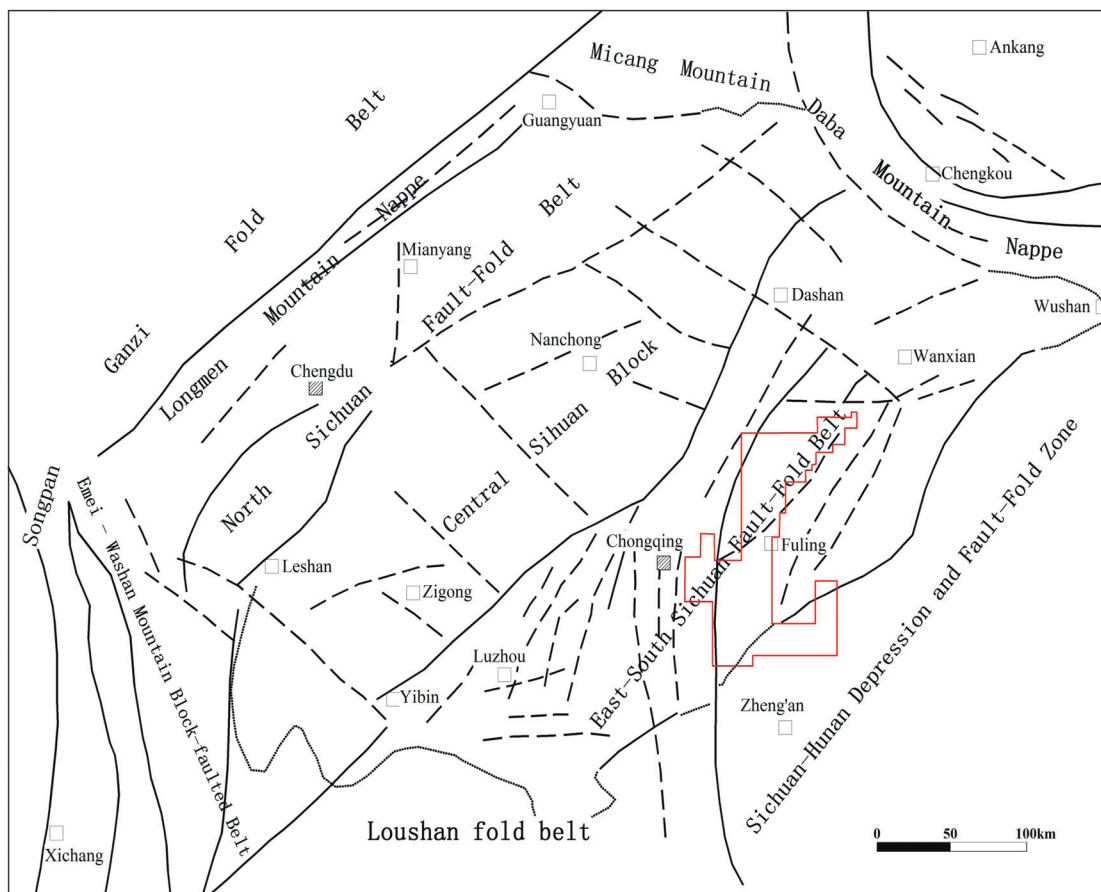 Micang Mountain
Ankang
Guangyuan
Daba Mountain Nappe
Chengkou
Songpan Ganzi Fold Belt
Longmen Mountain Nappe
Mianyang
North Sichuan Fault-Fold Belt
Dashan
Wushan
Nanchong
Wanxian
Chengdu
Central Sihuan Block
Emei - Washan Mountain Block-faulted Belt
Leshan
Chongqing
Fuling
Zigong
East-South Sichuan Fault-Fold Belt
Luzhou
Yibin
Zheng'an
Sichuan-Hunan Depression and Fault-Fold Zone
Loushan fold belt
Xichang
0 50 100km